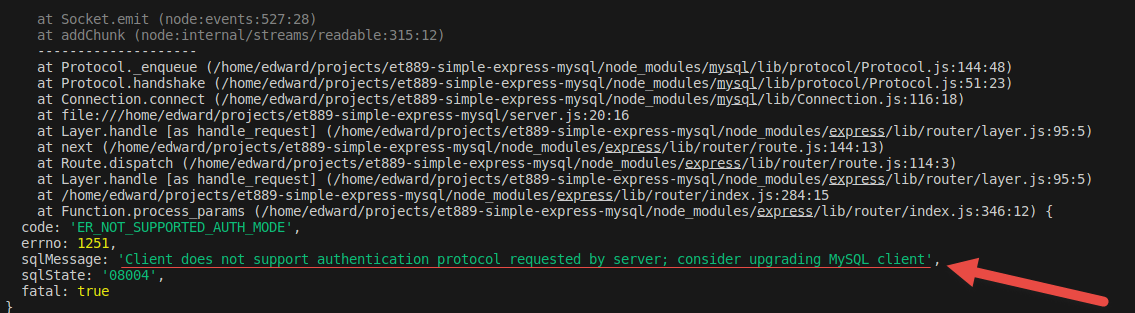 at Socket.emit (node:events:527:28)
at addChunk (node:internal/streams/readable:315:12)
--------------------
at Protocol._enqueue (/home/edward/projects/et889-simple-express-mysql/node_modules/mysql/lib/protocol/Protocol.js:144:48)
at Protocol.handshake (/home/edward/projects/et889-simple-express-mysql/node_modules/mysql/lib/protocol/Protocol.js:51:23)
at Connection.connect (/home/edward/projects/et889-simple-express-mysql/node_modules/mysql/lib/Connection.js:116:18)
at file:///home/edward/projects/et889-simple-express-mysql/server.js:20:16
at Layer.handle [as handle_request] (/home/edward/projects/et889-simple-express-mysql/node_modules/express/lib/router/layer.js:95:5)
at next (/home/edward/projects/et889-simple-express-mysql/node_modules/express/lib/router/route.js:144:13)
at Route.dispatch (/home/edward/projects/et889-simple-express-mysql/node_modules/express/lib/router/route.js:114:3)
at Layer.handle [as handle_request] (/home/edward/projects/et889-simple-express-mysql/node_modules/express/lib/router/layer.js:95:5)
at /home/edward/projects/et889-simple-express-mysql/node_modules/express/lib/router/index.js:284:15
at Function.process_params (/home/edward/projects/et889-simple-express-mysql/node_modules/express/lib/router/index.js:346:12) {
code: 'ER_NOT_SUPPORTED_AUTH_MODE',
errno: 1251,
sqlMessage: 'Client does not support authentication protocol requested by server; consider upgrading MySQL client',
sqlState: '08004',
fatal: true
}